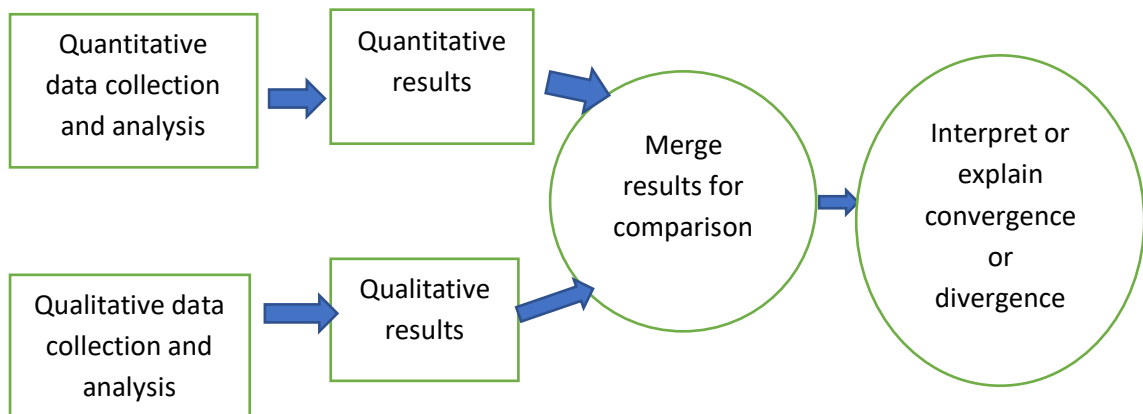 Quantitative
data collection
and analysis
Quantitative
results
Qualitative data
collection and
analysis
Qualitative
results
Merge
results for
comparison
Interpret or
explain
convergence
or
divergence